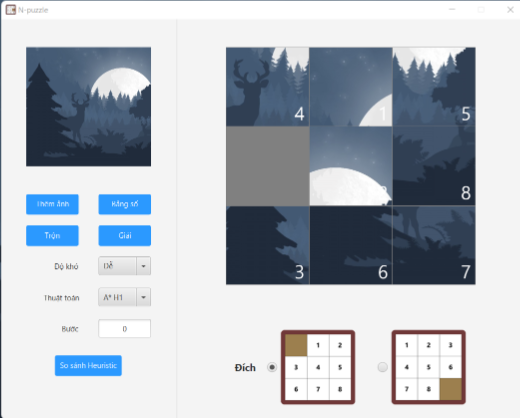 N-puzzle
Thêm ảnh
Bảng số
Trộn
Giải
Độ khó
Dễ
Thuật toán
A* H1
Bước
0
So sánh Heuristic
4 1 5
2 8
3 6 7
Đích
1 2
3 4 5
6 7 8
1 2 3
4 5 6
7 8